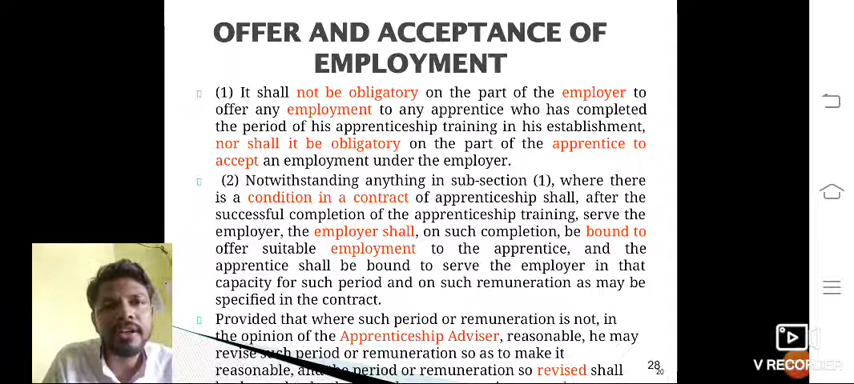 OFFER AND ACCEPTANCE OF
EMPLOYMENT
(1) It shall not be obligatory on the part of the employer to
offer any employment to any apprentice who has completed
the period of his apprenticeship training in his establishment,
nor shall it be obligatory on the part of the apprentice to
accept an employment under the employer.
(2) Notwithstanding anything in sub-section (1), where there
is a condition in a contract of apprenticeship shall, after the
successful completion of the apprenticeship training, serve the
employer, the employer shall, on such completion, be bound to
offer suitable employment to the apprentice, and the
apprentice shall be bound to serve the employer in that
capacity for such period and on such remuneration as may be
specified in the contract.
Provided that where such period or remuneration is not, in
the opinion of the Apprenticeship Adviser, reasonable, he may
revise such period or remuneration so as to make it
reasonable, and the period or remuneration so revised shall
28
20
V RECORDER